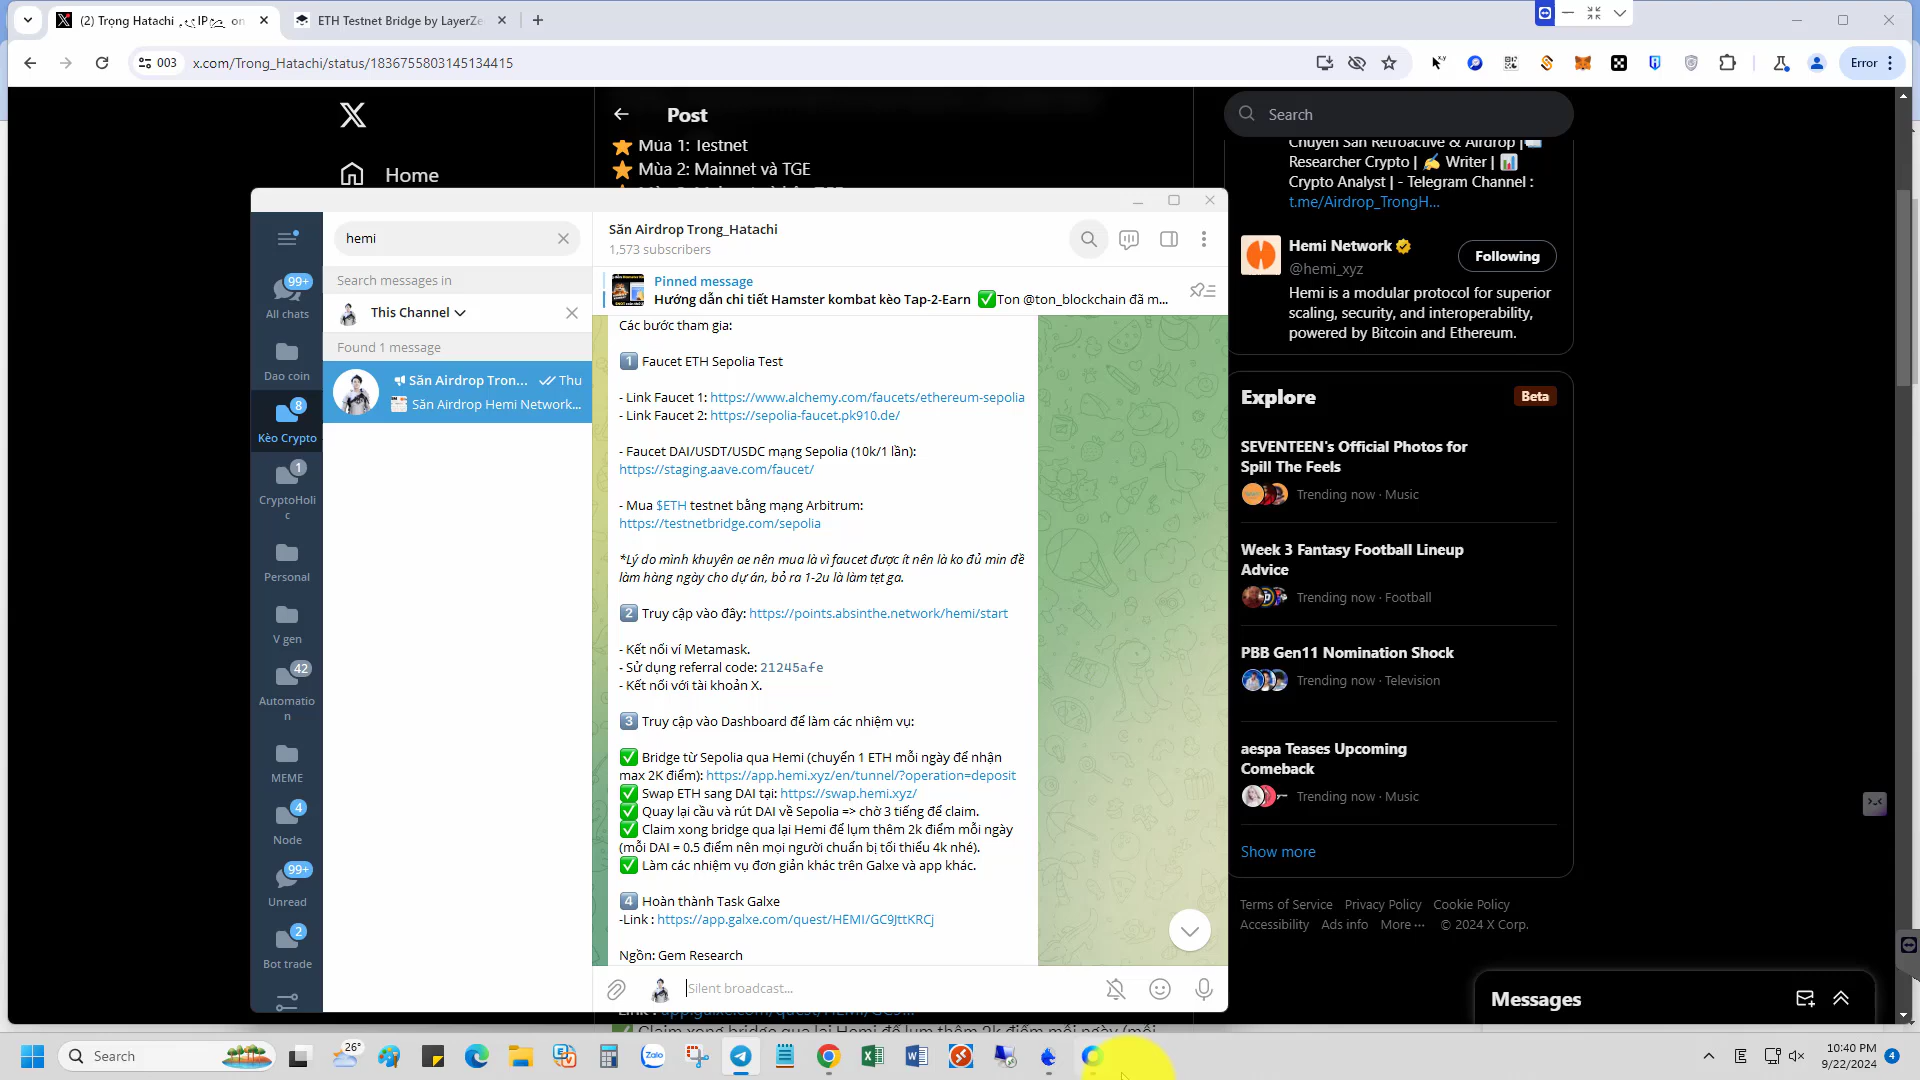 (2) Trọng Hatachi
ETH Testnet Bridge by LayerZe
003
x.com/Trong_Hatachi/status/1836755803145134415
Error
Post
Mùa 1: Testnet
Mùa 2: Mainnet và TGE
Home
Search
Chuyên Săn Retroactive & Airdrop |
Researcher Crypto | ✍ Writer | 📊
Crypto Analyst | - Telegram Channel :
t.me/Airdrop_TrongH...
Hemi Network
@hemi_xyz
Following
Hemi is a modular protocol for superior
scaling, security, and interoperability,
powered by Bitcoin and Ethereum.
Explore
Beta
SEVENTEEN's Official Photos for
Spill The Feels
Trending now · Music
Week 3 Fantasy Football Lineup
Advice
Trending now · Football
PBB Gen11 Nomination Shock
Trending now · Television
aespa Teases Upcoming
Comeback
Trending now · Music
Show more
Terms of Service Privacy Policy Cookie Policy
Accessibility Ads info More ··· © 2024 X Corp.
Messages
99+
All chats
Dao coin
8
Kèo Crypto
1
CryptoHoli
c
Personal
V gen
42
Automatio
n
MEME
4
Node
99+
Unread
2
Bot trade
hemi
Search messages in
This Channel
Found 1 message
Săn Airdrop Tron... Thu
Săn Airdrop Hemi Network...
Săn Airdrop Trong_Hatachi
1,573 subscribers
Pinned message
Hướng dẫn chi tiết Hamster kombat kèo Tap-2-Earn ✅Ton @ton_blockchain đã m...
Các bước tham gia:
1 Faucet ETH Sepolia Test
- Link Faucet 1: https://www.alchemy.com/faucets/ethereum-sepolia
- Link Faucet 2: https://sepolia-faucet.pk910.de/
- Faucet DAI/USDT/USDC mạng Sepolia (10k/1 lần):
https://staging.aave.com/faucet/
- Mua $ETH testnet bằng mạng Arbitrum:
https://testnetbridge.com/sepolia
*Lý do mình khuyên ae nên mua là vì faucet được ít nên là ko đủ min để
làm hàng ngày cho dự án, bỏ ra 1-2u là làm tẹt ga.
2 Truy cập vào đây: https://points.absinthe.network/hemi/start
- Kết nối ví Metamask.
- Sử dụng referral code: 21245afe
- Kết nối với tài khoản X.
3 Truy cập vào Dashboard để làm các nhiệm vụ:
✅ Bridge từ Sepolia qua Hemi (chuyển 1 ETH mỗi ngày để nhận
max 2K điểm): https://app.hemi.xyz/en/tunnel/?operation=deposit
✅ Swap ETH sang DAI tại: https://swap.hemi.xyz/
✅ Quay lại cầu và rút DAI về Sepolia => chờ 3 tiếng để claim.
✅ Claim xong bridge qua lại Hemi để lụm thêm 2k điểm mỗi ngày
(mỗi DAI = 0.5 điểm nên mọi người chuẩn bị tối thiểu 4k nhé).
✅ Làm các nhiệm vụ đơn giản khác trên Galxe và app khác.
4 Hoàn thành Task Galxe
-Link : https://app.galxe.com/quest/HEMI/GC9JttKRCj
Ngồn: Gem Research
Silent broadcast...
Claim xong bridge qua lại Hemi để lụm thêm 2k điểm mỗi ngày (mỗi
Search
26°
Zalo
10:40 PM
9/22/2024
4